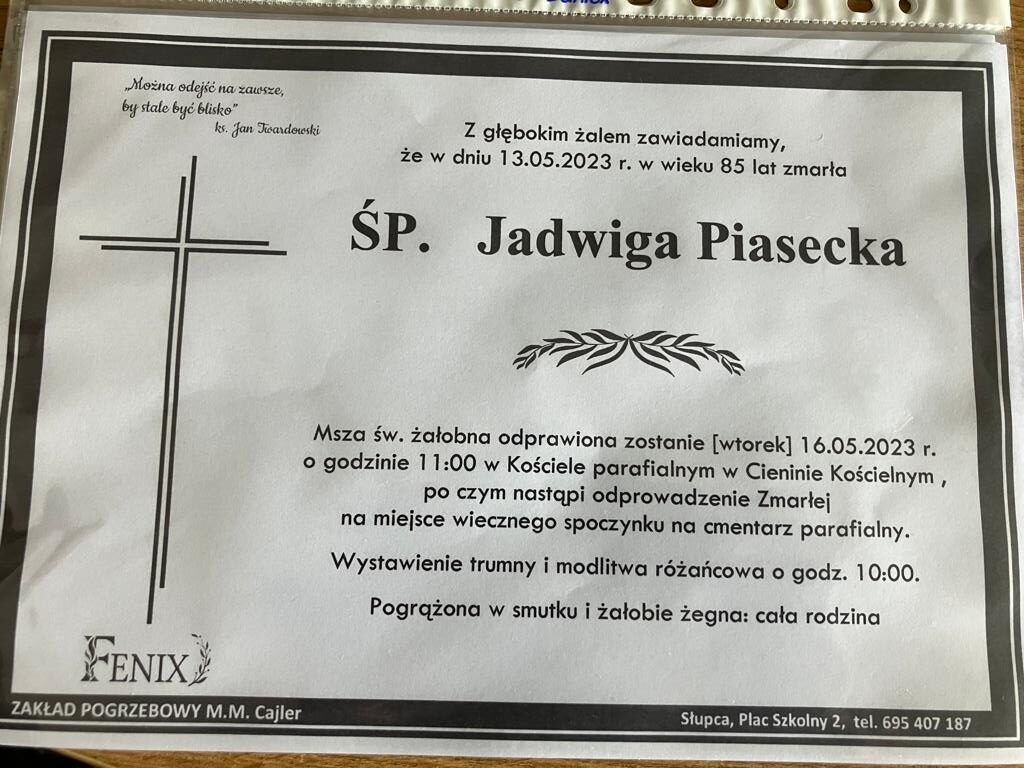 „Można odejść na zawsze,
by stale być blisko”
ks. Jan Twardowski
Z głębokim żalem zawiadamiamy,
że w dniu 13.05.2023 r. w wieku 85 lat zmarła
ŚP. Jadwiga Piasecka
Msza św. żałobna odprawiona zostanie [wtorek] 16.05.2023 r.
o godzinie 11:00 w Kościele parafialnym w Cieninie Kościelnym ,
po czym nastąpi odprowadzenie Zmarłej
na miejsce wiecznego spoczynku na cmentarz parafialny.
Wystawienie trumny i modlitwa różańcowa o godz. 10:00.
Pogrążona w smutku i żałobie żegna: cała rodzina
FENIX
ZAKŁAD POGRZEBOWY M.M. Cajler
Słupca, Plac Szkolny 2, tel. 695 407 187